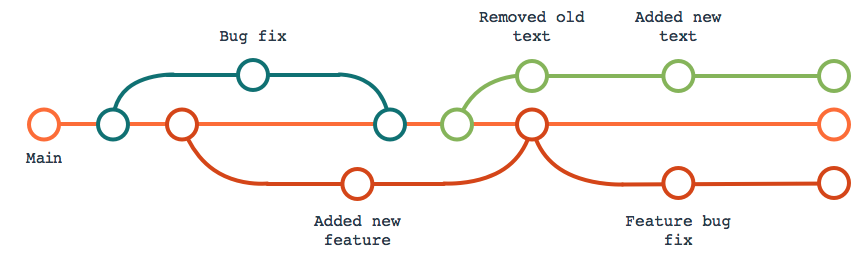 Bug fix
Removed old
text
Added new
text
Main
Added new
feature
Feature bug
fix